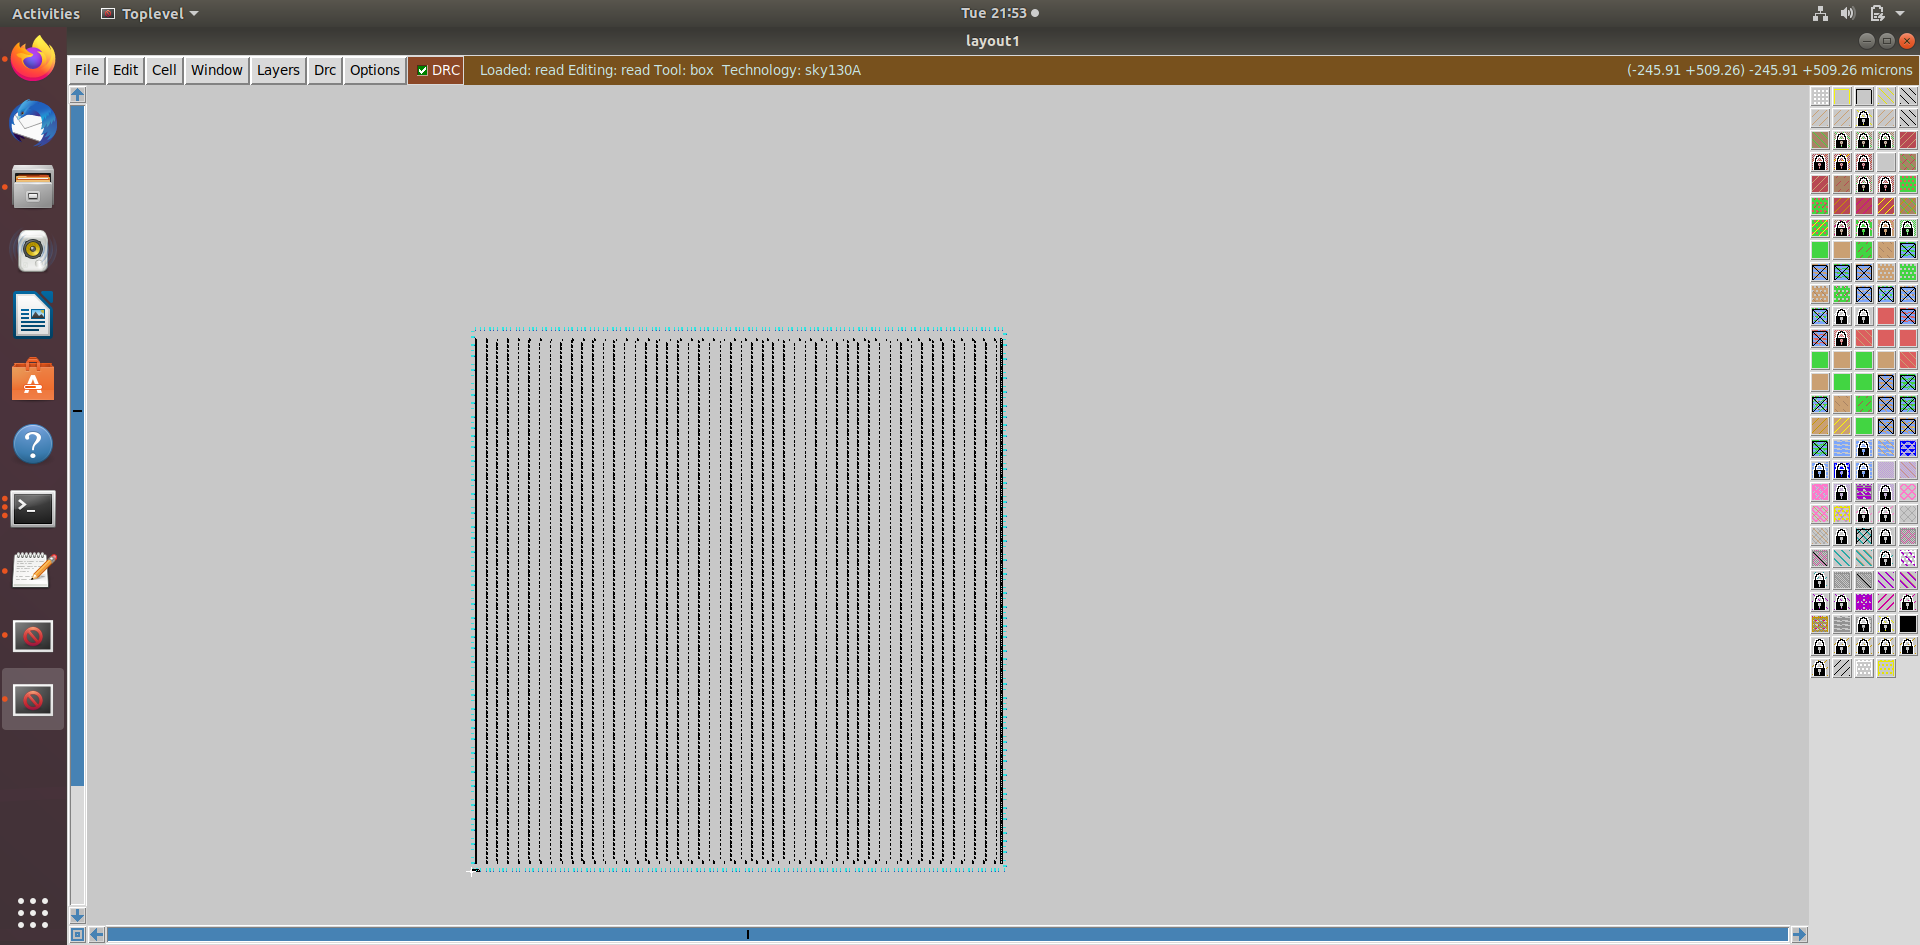 Activities Toplevel Tue 21:53
layout1
File Edit Cell Window Layers Drc Options DRC Loaded: read Editing: read Tool: box Technology: sky130A (-245.91 +509.26) -245.91 +509.26 microns